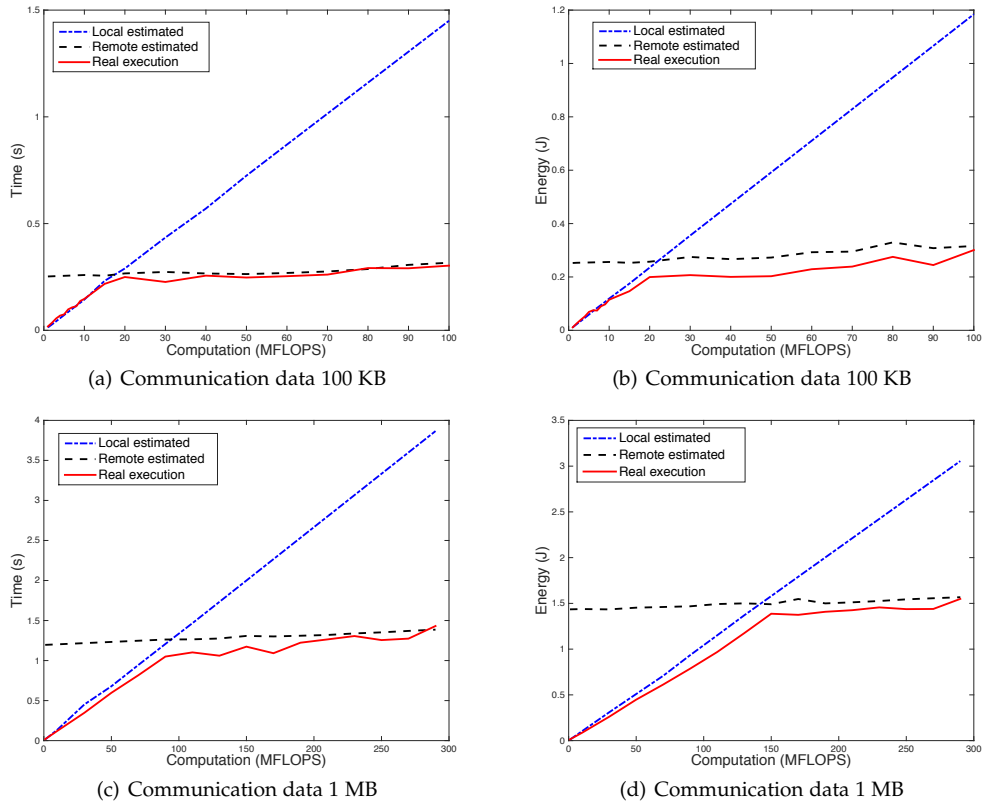 1.5
1
0.5
0
Time (s)
Local estimated
Remote estimated
Real execution
0 10 20 30 40 50 60 70 80 90 100
Computation (MFLOPS)
(a) Communication data 100 KB
1.2
1
0.8
0.6
0.4
0.2
0
Energy (J)
Local estimated
Remote estimated
Real execution
0 10 20 30 40 50 60 70 80 90 100
Computation (MFLOPS)
(b) Communication data 100 KB
4
3.5
3
2.5
2
1.5
1
0.5
0
Time (s)
Local estimated
Remote estimated
Real execution
0 50 100 150 200 250 300
Computation (MFLOPS)
(c) Communication data 1 MB
3.5
3
2.5
2
1.5
1
0.5
0
Energy (J)
Local estimated
Remote estimated
Real execution
0 50 100 150 200 250 300
Computation (MFLOPS)
(d) Communication data 1 MB